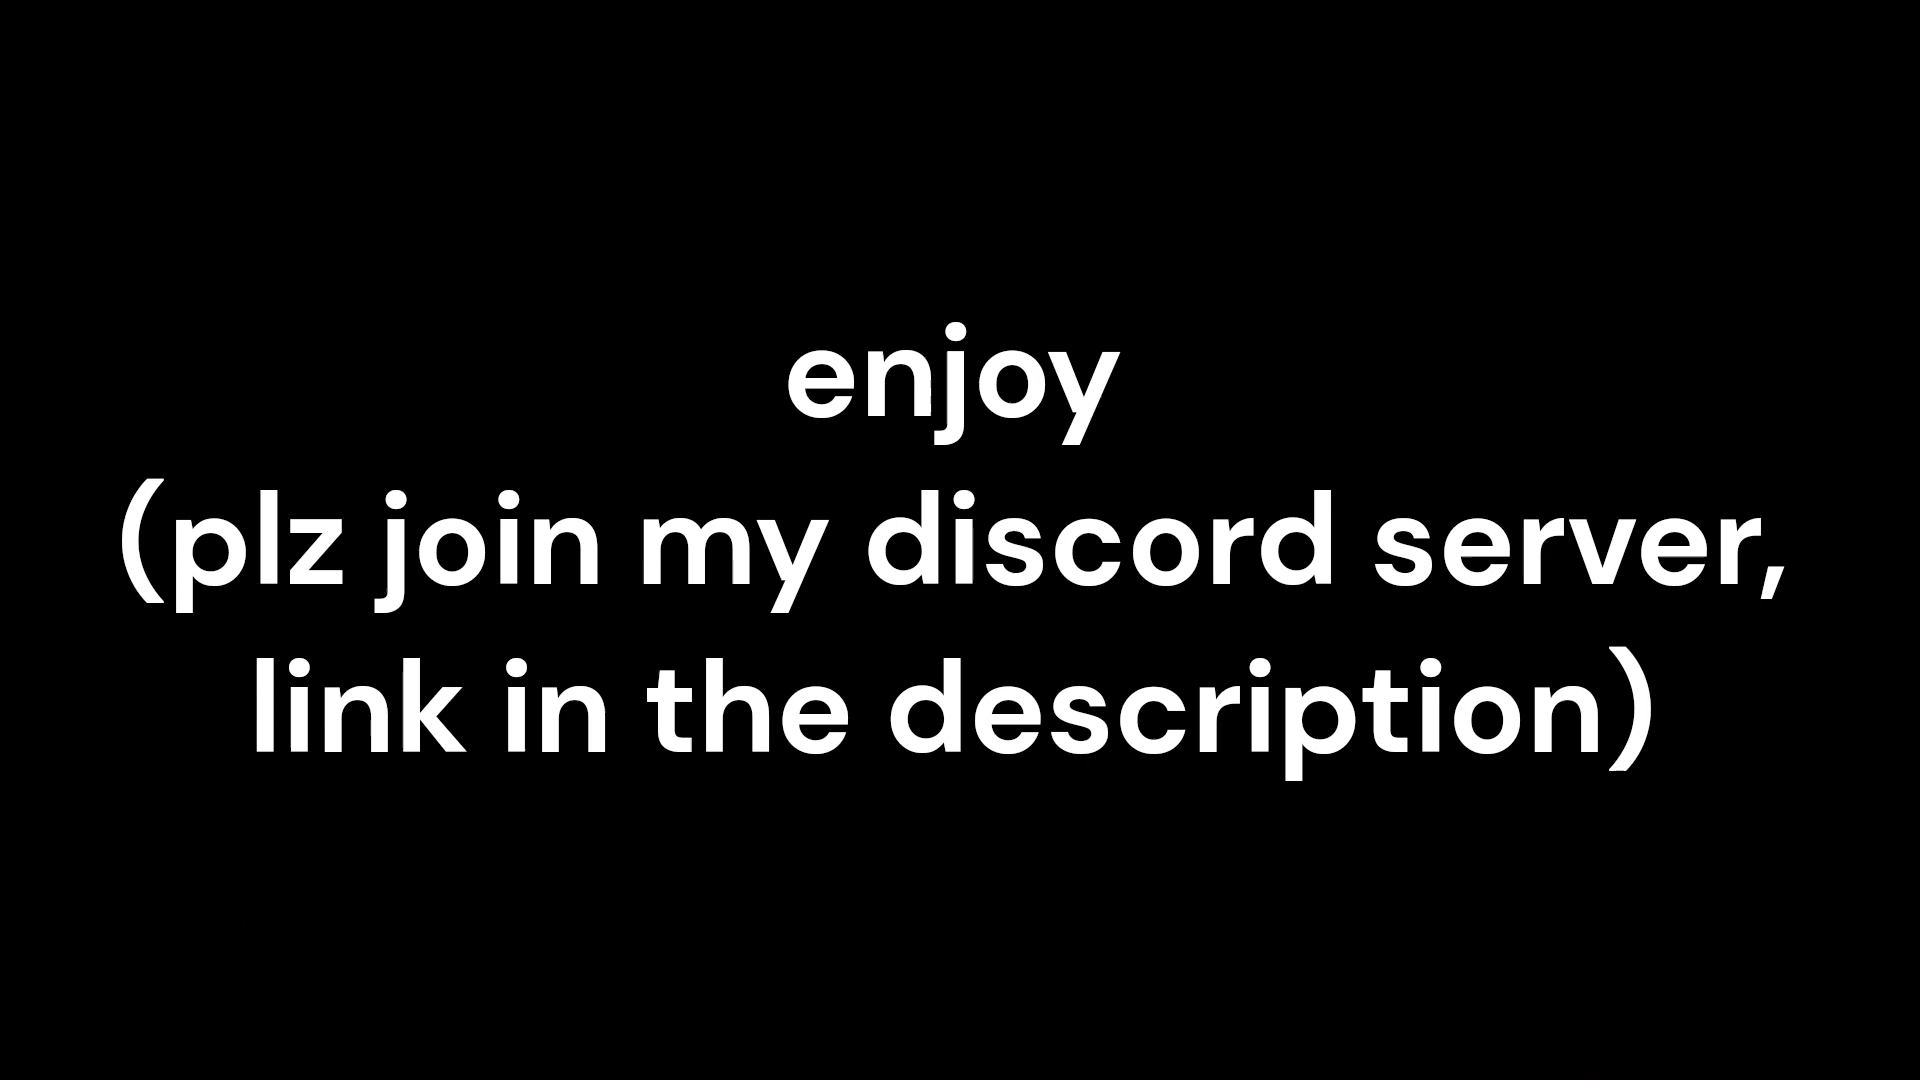 enjoy
(plz join my discord server,
link in the description)